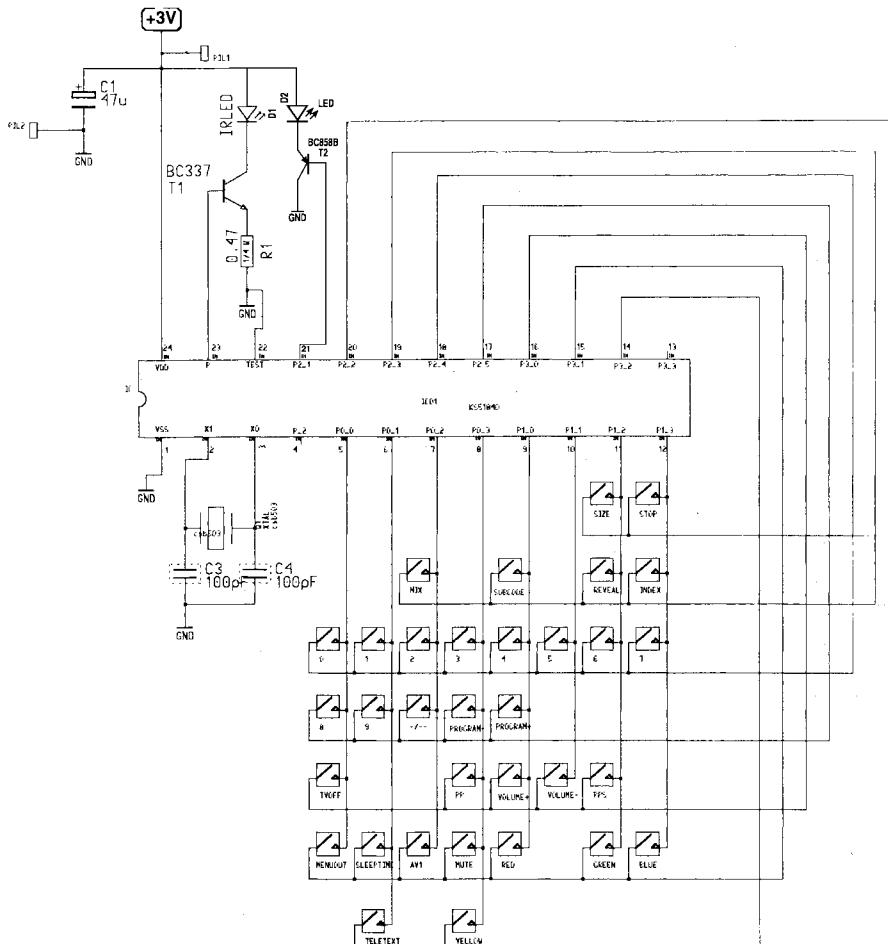 +3V
PIL1
C1
47u
PIL2
GND
IRLED
D1
D2
LED
BC337
T1
BC858B
T2
GND
0.47
1/4 W
R1
GND
24 23 22 21 20 19 18 17 16 15 14 13
VDD P TEST P2_1 P2_2 P2_3 P2_4 P2_5 P3_0 P3_1 P3_2 P3_3
VSS X1 XO P_2 P0_0 P0_1 P0_2 P0_3 P1_0 P1_1 P1_2 P1_3
1 2 3 4 5 6 7 8 9 10 11 12
GND
XTAL
csb503
C3
100pF
C4
100pF
GND
SIZE STOP
MIX SUBCODE REVEAL INDEX
0 1 2 3 4 5 6 7
8 9 -/-- PROGRAM- PROGRAM+
TVOFF PP VOLUME+ VOLUME- PPS
MENUOUT SLEEPTIME AV1 MUTE RED GREEN BLUE
TELETEXT YELLOW